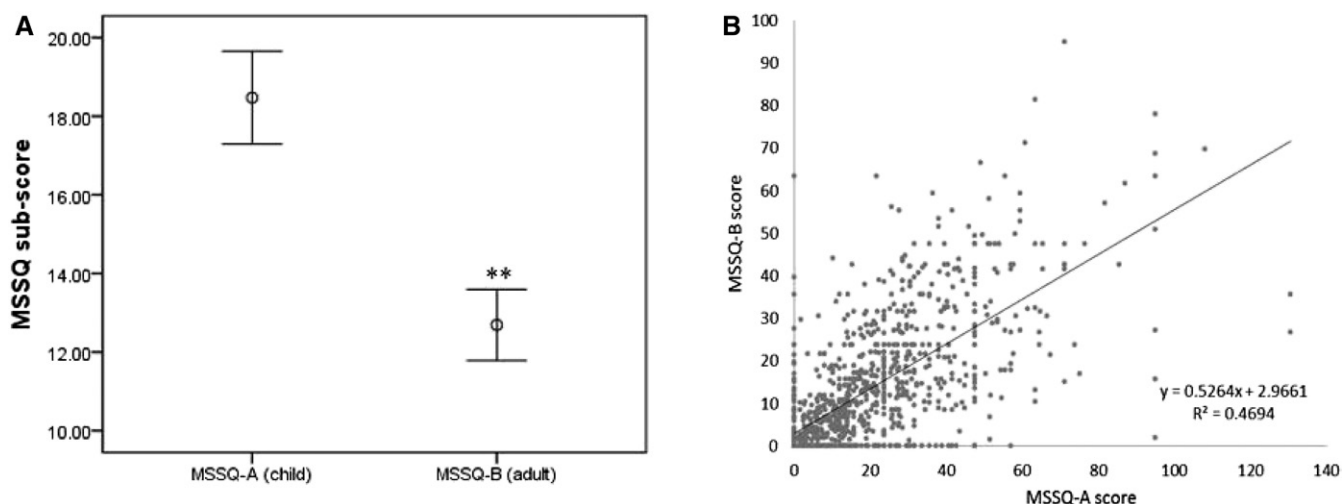 A
MSSQ sub-score
20.00
18.00
16.00
14.00
12.00
10.00
**
MSSQ-A (child)
MSSQ-B (adult)
B
MSSQ-B score
100
90
80
70
60
50
40
30
20
10
0
y = 0.5264x + 2.9661
R² = 0.4694
0
20
40
60
80
100
120
140
MSSQ-A score